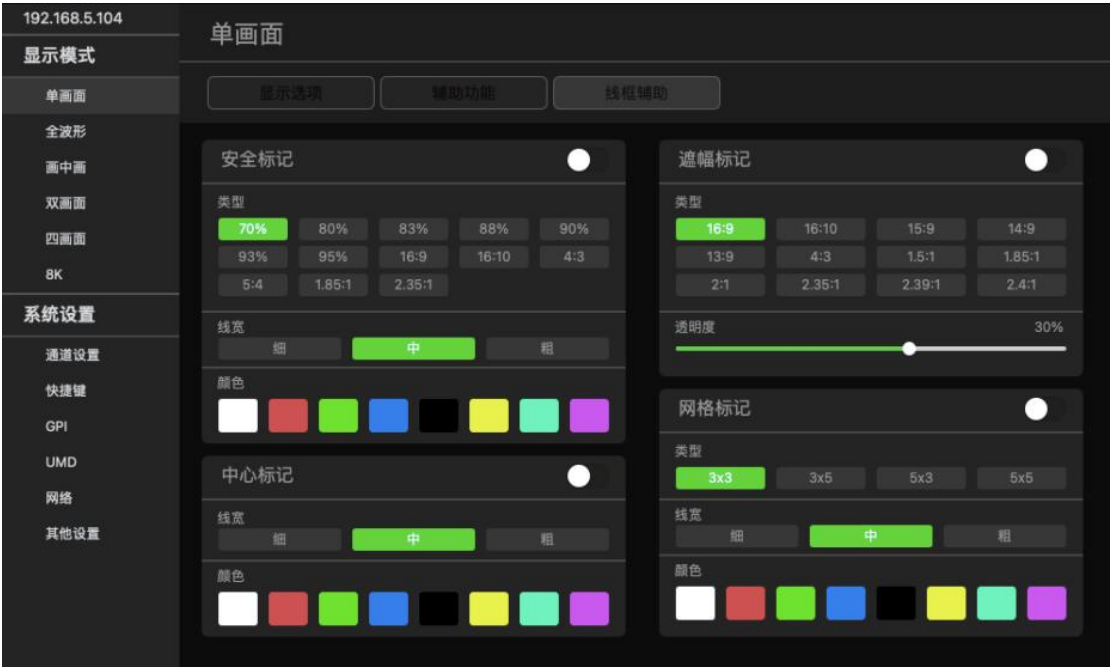 192.168.5.104
显示模式
单画面
全波形
画中画
双画面
四画面
8K
系统设置
通道设置
快捷键
GPI
UMD
网络
其他设置
单画面
显示选项 辅助功能 线框辅助
安全标记
类型
70% 80% 83% 88% 90%
93% 95% 16:9 16:10 4:3
5:4 1.85:1 2.35:1
线宽
细 中 粗
颜色
中心标记
线宽
细 中 粗
颜色
遮幅标记
类型
16:9 16:10 15:9 14:9
13:9 4:3 1.5:1 1.85:1
2:1 2.35:1 2.39:1 2.4:1
透明度 30%
网格标记
类型
3x3 3x5 5x3 5x5
线宽
细 中 粗
颜色